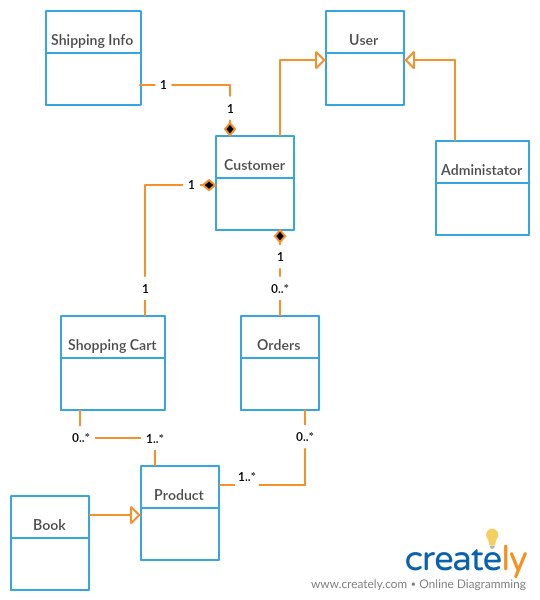 Shipping Info
User
1
1
Customer
Administator
1
1
1
0..*
Shopping Cart
Orders
0..*
1..*
0..*
1..*
Product
Book
creately
www.creately.com • Online Diagramming